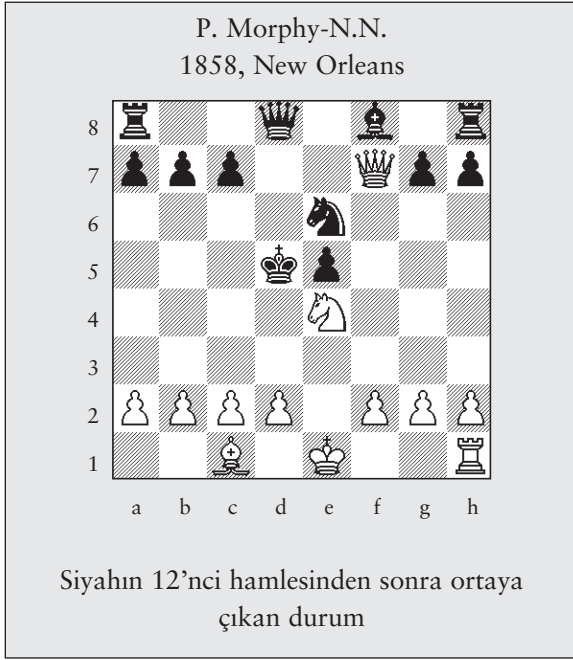 P. Morphy-N.N.
1858, New Orleans
8
7
6
5
4
3
2
1
a b c d e f g h
Siyahın 12’nci hamlesinden sonra ortaya
çıkan durum